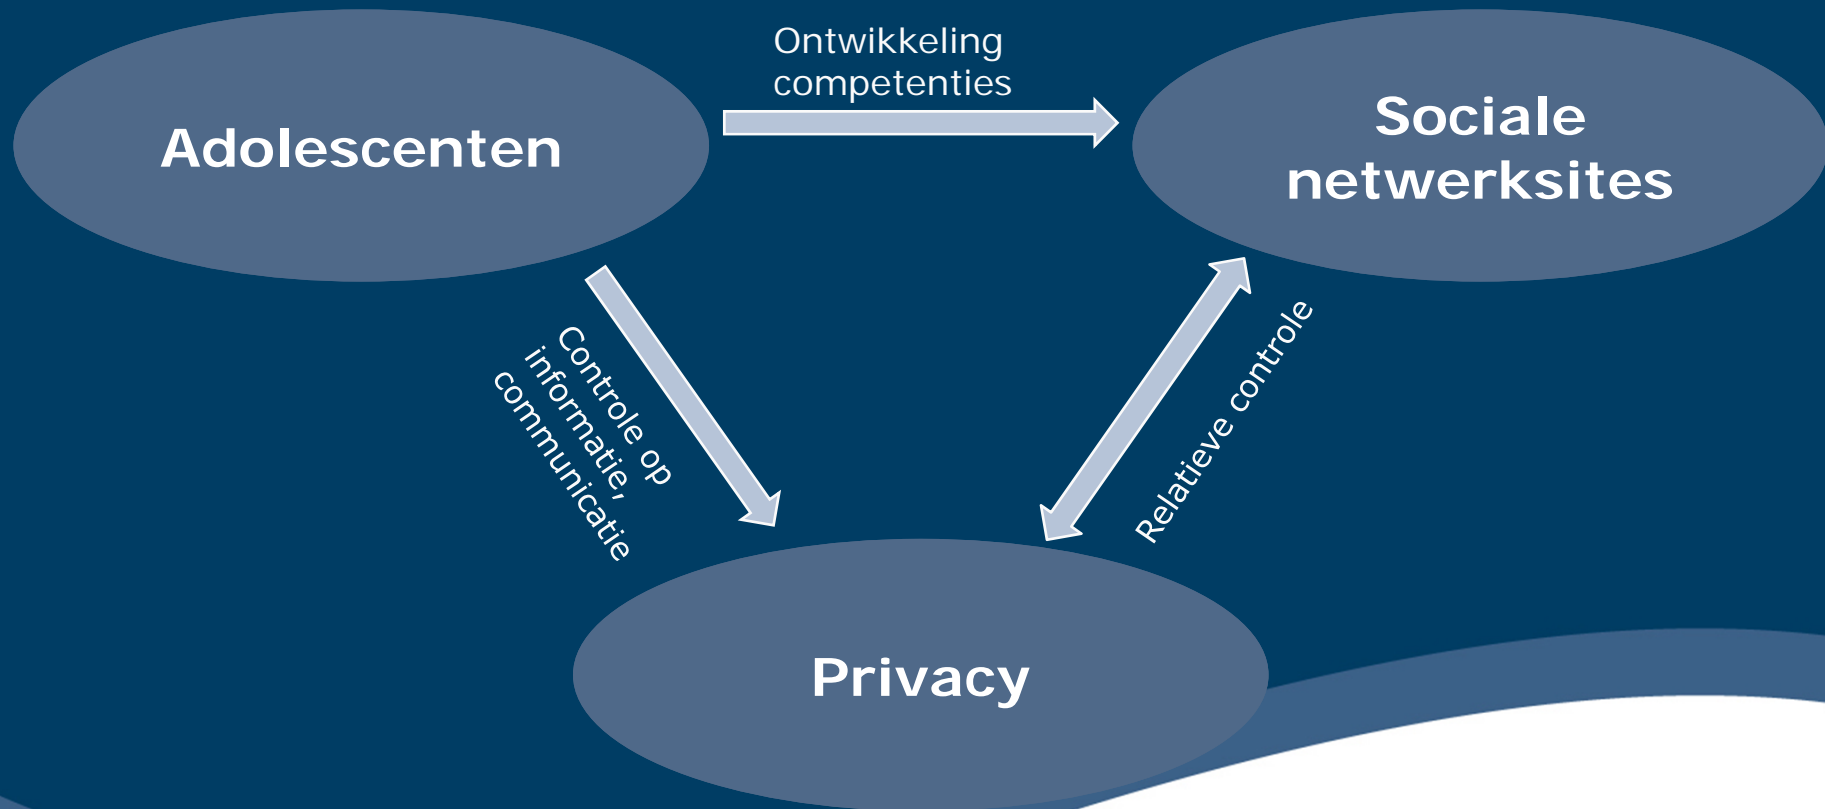 Ontwikkeling
competenties
Adolescenten
Sociale
netwerksites
Controle op
informatie,
communicatie
Relatieve controle
Privacy